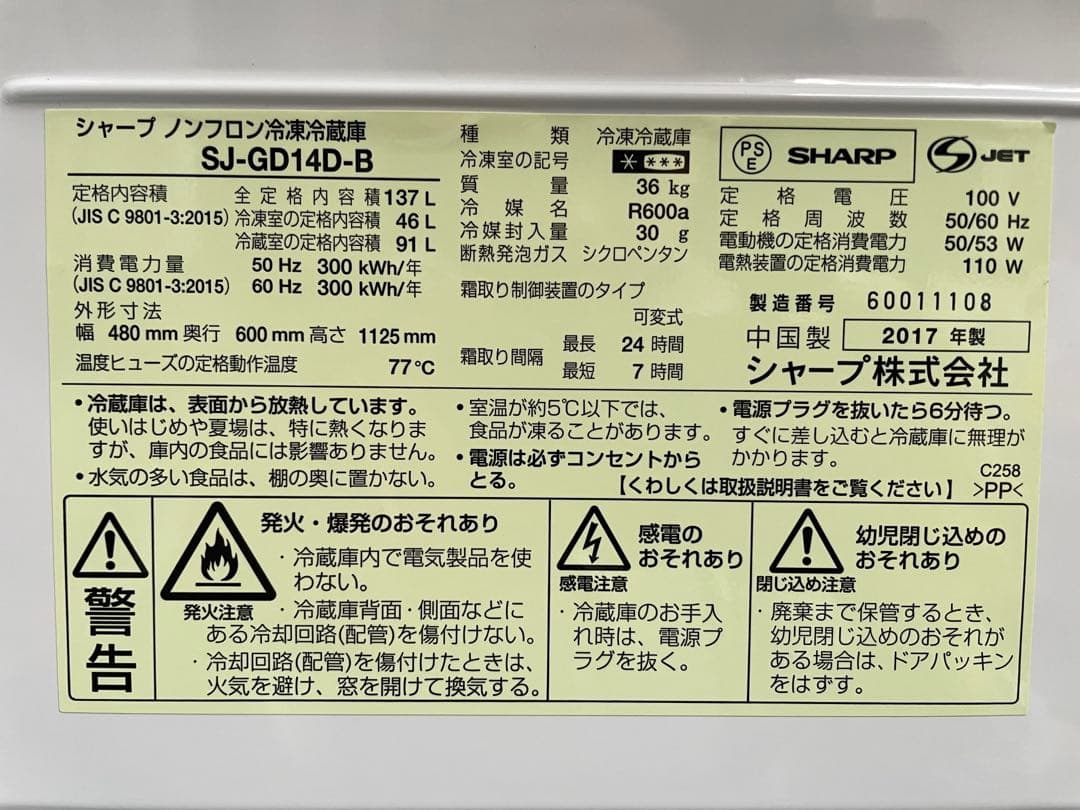 シャープ ノンフロン冷凍冷蔵庫
SJ-GD14D-B
定格内容積 全定格内容積 137 L
(JIS C 9801-3:2015) 冷凍室の定格内容積 46 L
冷蔵室の定格内容積 91 L
消費電力量 50 Hz 300 kWh/年
(JIS C 9801-3:2015) 60 Hz 300 kWh/年
外形寸法
幅 480 mm 奥行 600 mm 高さ 1125 mm
温度ヒューズの定格動作温度 77℃
種類 冷凍冷蔵庫
冷凍室の記号 * ***
質量 36 kg
冷媒名 R600a
冷媒封入量 30 g
断熱発泡ガス シクロペンタン
霜取り制御装置のタイプ
可変式
霜取り間隔 最長 24 時間
最短 7 時間
PS
E
SHARP
S JET
定格電圧 100 V
定格周波数 50/60 Hz
電動機の定格消費電力 50/53 W
電熱装置の定格消費電力 110 W
製造番号 60011108
中国製 2017 年製
シャープ株式会社
•冷蔵庫は、表面から放熱しています。
使いはじめや夏場は、特に熱くなりま
すが、庫内の食品には影響ありません。
•水気の多い食品は、棚の奥に置かない。
•室温が約5℃以下では、
食品が凍ることがあります。
•電源は必ずコンセントから
とる。
•電源プラグを抜いたら6分待つ。
すぐに差し込むと冷蔵庫に無理が
かかります。
【くわしくは取扱説明書をご覧ください】
C258
>PP<
警告
発火・爆発のおそれあり
発火注意
・冷蔵庫内で電気製品を使
わない。
・冷蔵庫背面・側面などに
ある冷却回路(配管)を傷付けない。
・冷却回路(配管)を傷付けたときは、
火気を避け、窓を開けて換気する。
感電の
おそれあり
感電注意
・冷蔵庫のお手入
れ時は、電源プ
ラグを抜く。
幼児閉じ込めの
おそれあり
閉じ込め注意
・廃棄まで保管するとき、
幼児閉じ込めのおそれが
ある場合は、ドアパッキン
をはずす。